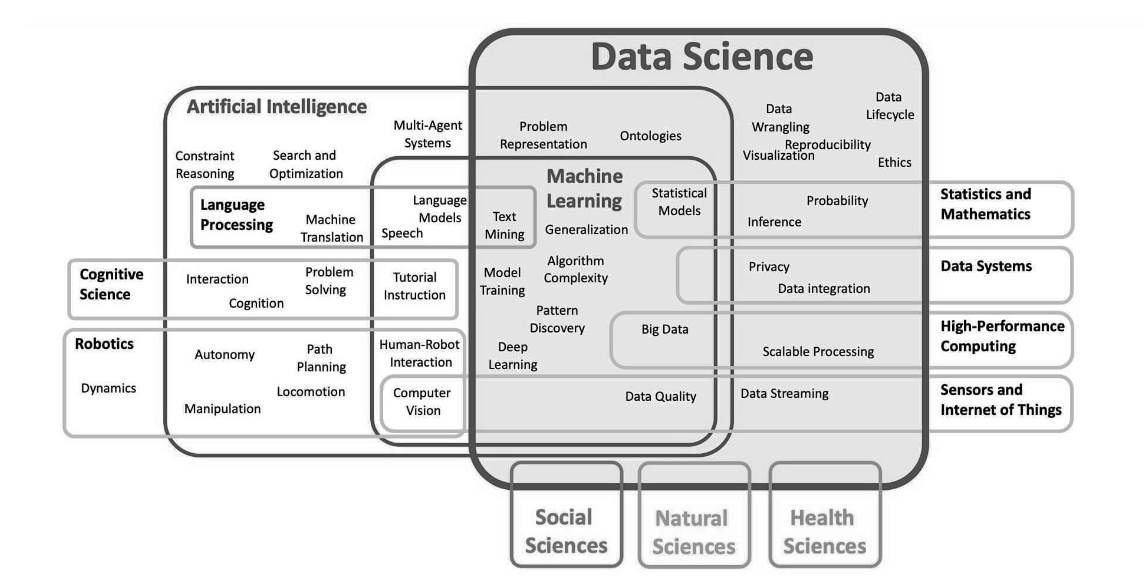 Data Science
Artificial Intelligence
Multi-Agent
Systems
Problem
Representation
Ontologies
Data
Wrangling
Data
Lifecycle
Reproducibility
Visualization
Ethics
Constraint
Reasoning
Search and
Optimization
Machine
Learning
Language
Processing
Machine
Translation
Language
Models
Speech
Text
Mining
Generalization
Statistical
Models
Probability
Inference
Statistics and
Mathematics
Cognitive
Science
Interaction
Cognition
Problem
Solving
Tutorial
Instruction
Model
Training
Algorithm
Complexity
Pattern
Discovery
Privacy
Data integration
Data Systems
Robotics
Autonomy
Path
Planning
Human-Robot
Interaction
Deep
Learning
Big Data
Scalable Processing
High-Performance
Computing
Dynamics
Manipulation
Locomotion
Computer
Vision
Data Quality
Data Streaming
Sensors and
Internet of Things
Social
Sciences
Natural
Sciences
Health
Sciences